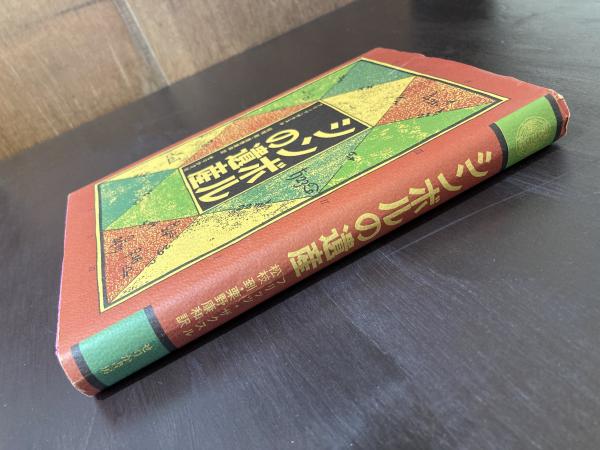 シンボル
の遺産
シンボルの遺産
フリッツ・ザクスル
松枝 到・栗野康和 訳
せりか書房